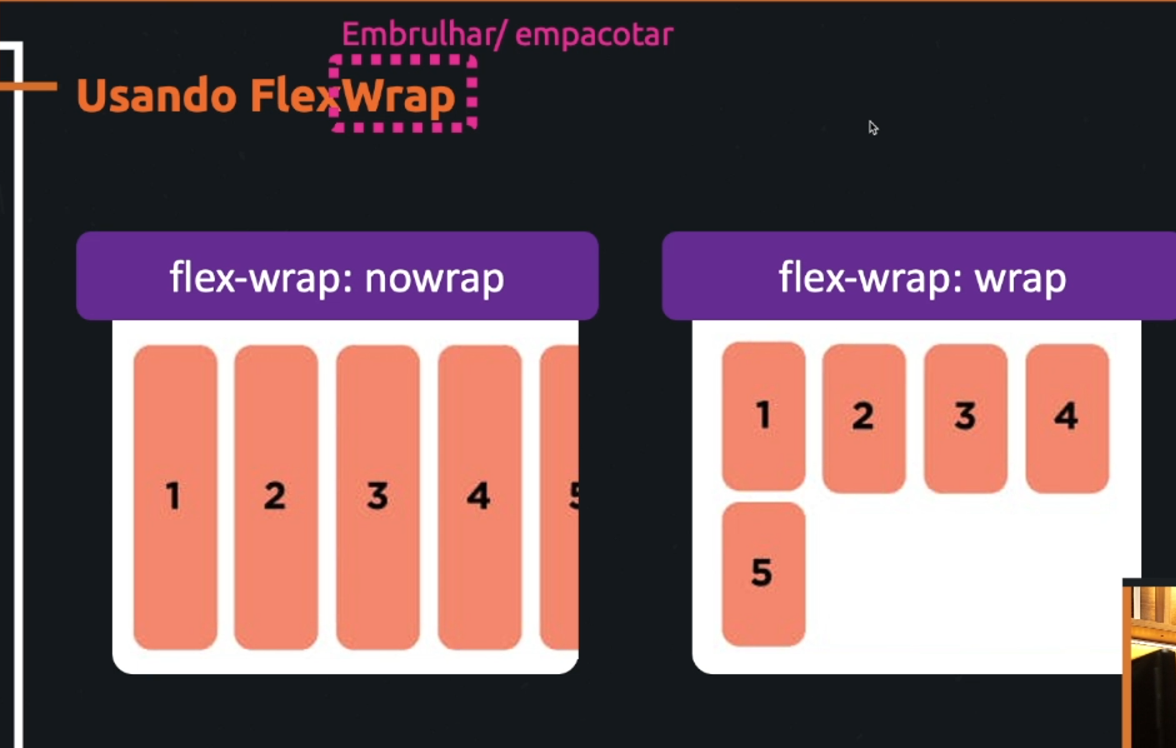 Embrulhar/ empacotar
Usando FlexWrap
flex-wrap: nowrap
flex-wrap: wrap
1 2 3 4 5
1 2 3 4
5